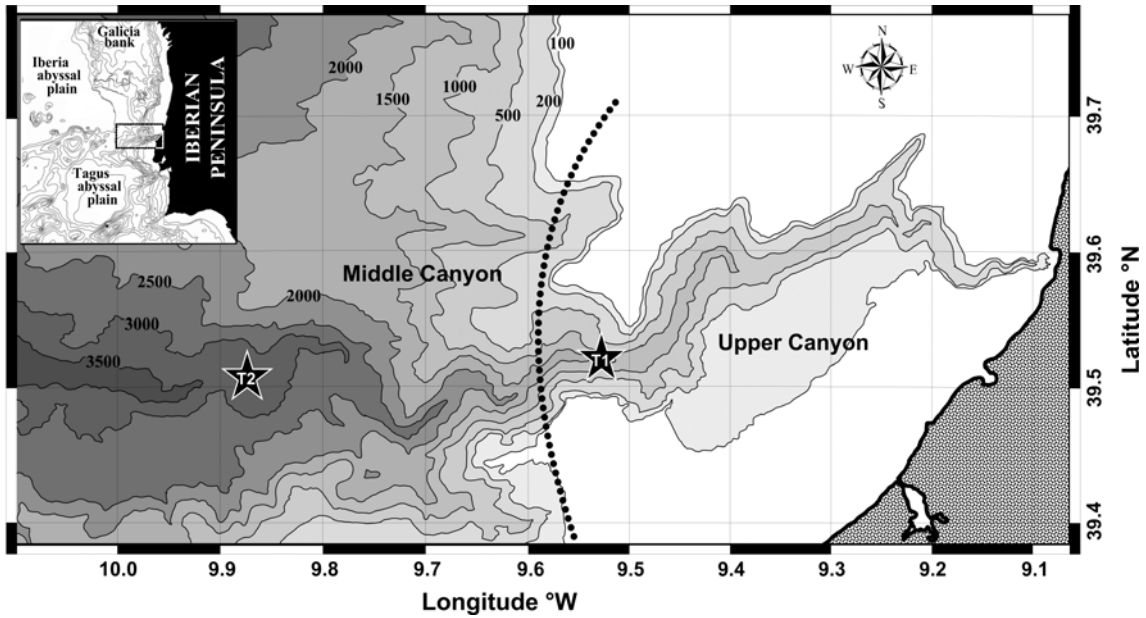 Galicia
bank
Iberia
abyssal
plain
IBERIAN
PENINSULA
Tagus
abyssal
plain
100
2000
1000
1500
200
500
N
W
E
S
39.7
39.6
39.5
39.4
Latitude °N
2500
2000
Middle Canyon
3000
3500
T2
T1
Upper Canyon
10.0
9.9
9.8
9.7
9.6
9.5
9.4
9.3
9.2
9.1
Longitude °W